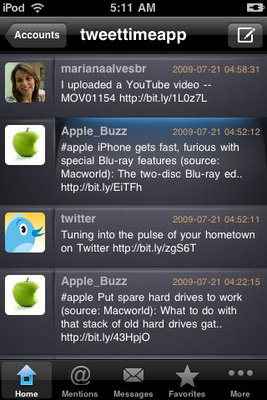 iPod 5:11 AM
Accounts tweettimeapp
marianaalvesbr 2009-07-21 04:58:31
I uploaded a YouTube video --
MOV01154 http://bit.ly/1L0z7L
Apple_Buzz 2009-07-21 04:52:12
#apple iPhone gets fast, furious with
special Blu-ray features (source:
Macworld): The two-disc Blu-ray ed..
http://bit.ly/EiTFh
twitter 2009-07-21 04:52:11
Tuning into the pulse of your hometown
on Twitter http://bit.ly/zgS6T
Apple_Buzz 2009-07-21 04:22:15
#apple Put spare hard drives to work
(source: Macworld): What to do with
that stack of old hard drives gat..
http://bit.ly/43HpjO
Home Mentions Messages Favorites More